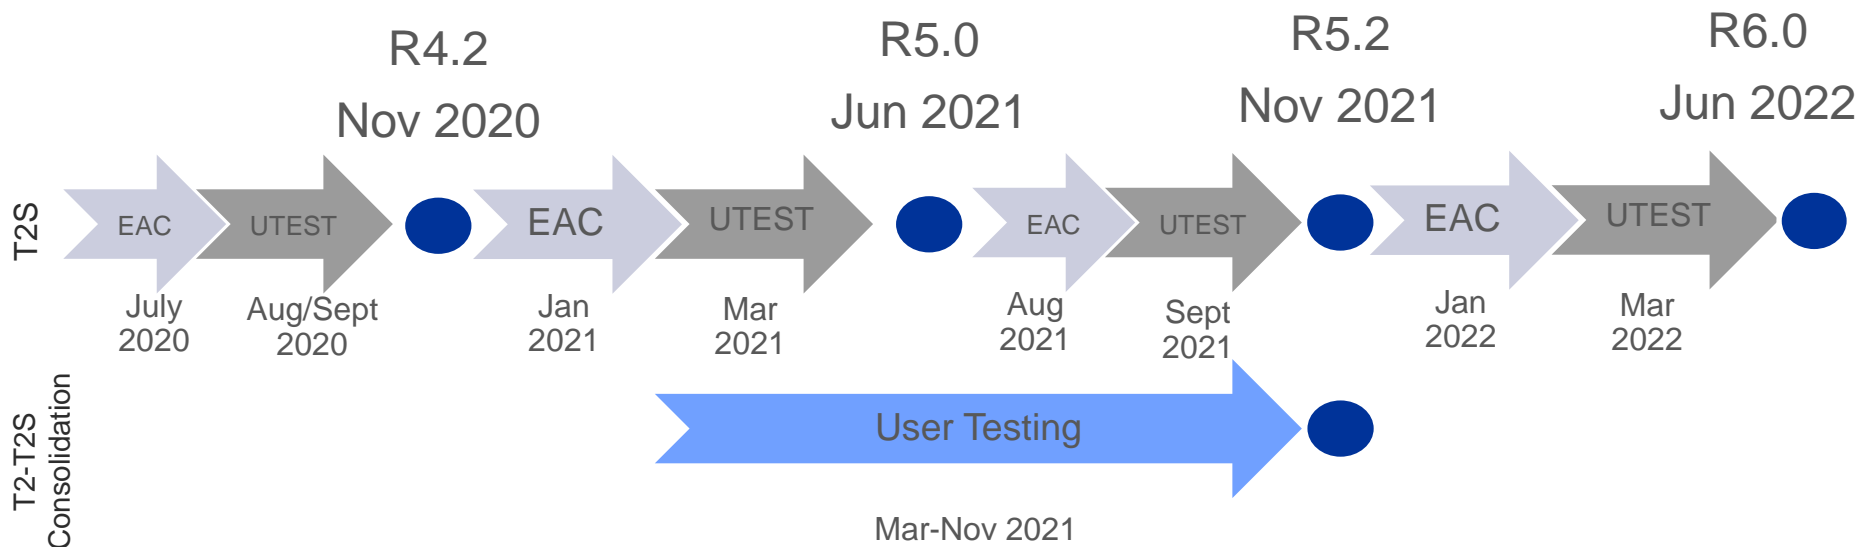 R4.2
Nov 2020
R5.0
Jun 2021
R5.2
Nov 2021
R6.0
Jun 2022
T2S
EAC
UTEST
EAC
UTEST
EAC
UTEST
EAC
UTEST
July
2020
Aug/Sept
2020
Jan
2021
Mar
2021
Aug
2021
Sept
2021
Jan
2022
Mar
2022
T2-T2S
Consolidation
User Testing
Mar-Nov 2021